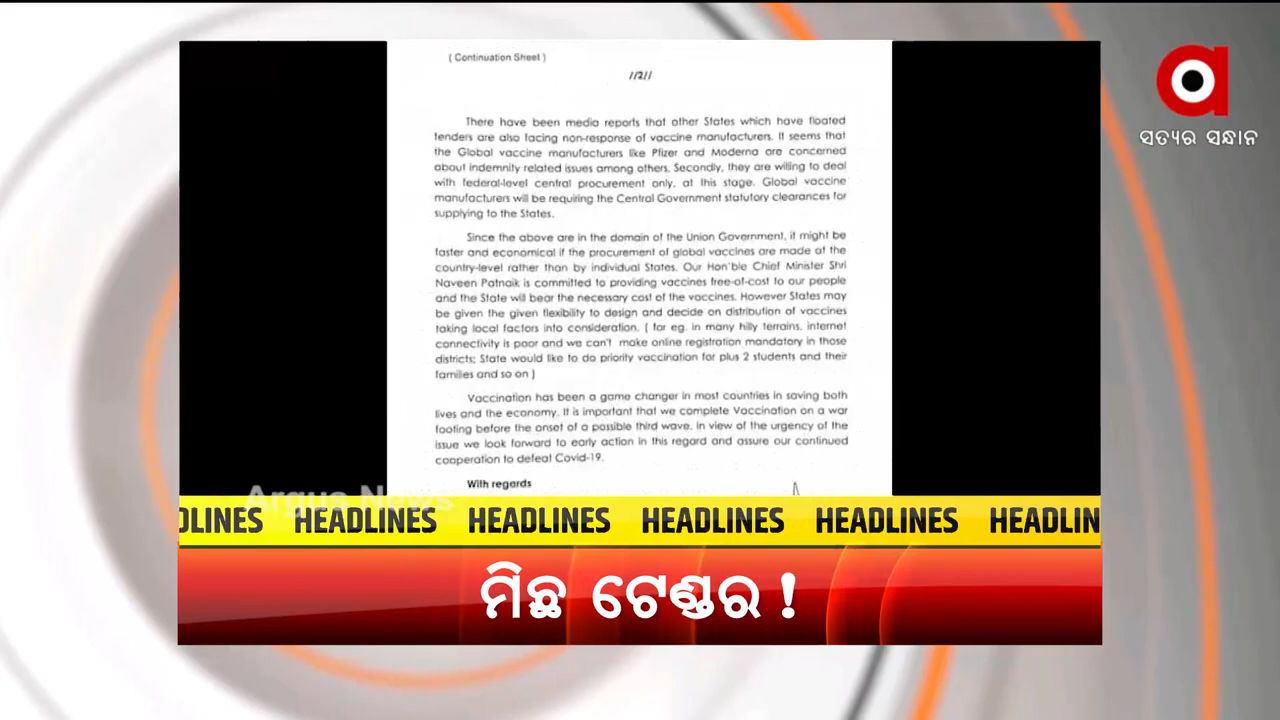 ( Continuation Sheet )
//2//
There have been media reports that other States which have floated
tenders are also facing non-response of vaccine manufacturers. It seems that
the Global vaccine manufacturers like Pfizer and Moderna are concerned
about indemnity related issues among others. Secondly, they are willing to deal
with federal-level central procurement only, at this stage. Global vaccine
manufacturers will be requiring the Central Government statutory clearances for
supplying to the States.
Since the above are in the domain of the Union Government, it might be
faster and economical if the procurement of global vaccines are made at the
country-level rather than by individual States. Our Hon'ble Chief Minister Shri
Naveen Patnaik is committed to providing vaccines free-of-cost to our people
and the State will bear the necessary cost of the vaccines. However States may
be given the given flexibility to design and decide on distribution of vaccines
taking local factors into consideration. ( for eg. in many hilly terrains, internet
connectivity is poor and we can't make online registration mandatory in those
districts; State would like to do priority vaccination for plus 2 students and their
families and so on )
Vaccination has been a game changer in most countries in saving both
lives and the economy. It is important that we complete Vaccination on a war
footing before the onset of a possible third wave. In view of the urgency of the
issue we look forward to early action in this regard and assure our continued
cooperation to defeat Covid-19.
With regards
ସତ୍ୟର ସନ୍ଧାନ
Argus News
DLINES HEADLINES HEADLINES HEADLINES HEADLINES HEADLIN
ମିଛ ଟେଣ୍ଡର !